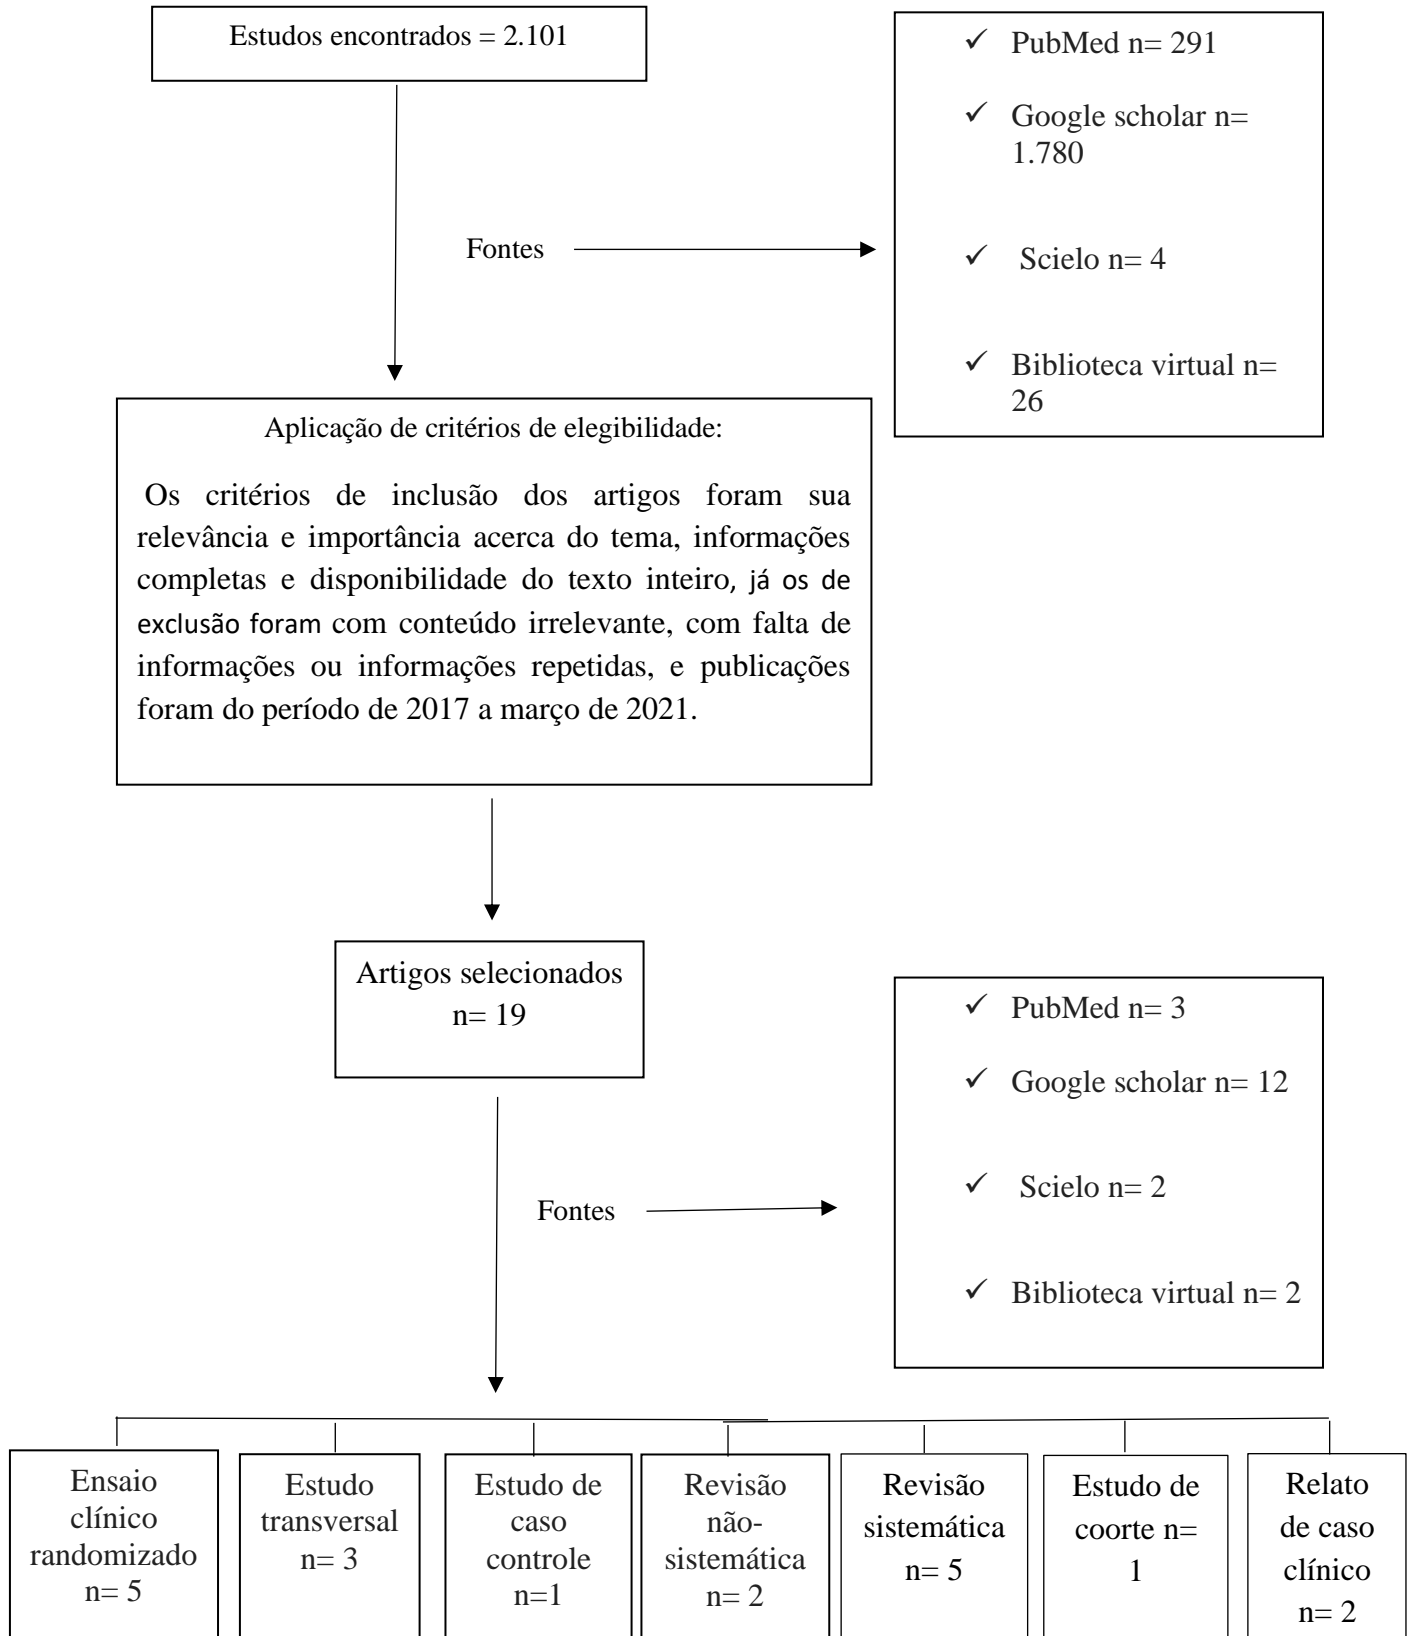 Estudos encontrados = 2.101
✓ PubMed n= 291
✓ Google scholar n=
1.780
Fontes
✓ Scielo n= 4
✓ Biblioteca virtual n=
26
Aplicação de critérios de elegibilidade:
Os critérios de inclusão dos artigos foram sua
relevância e importância acerca do tema, informações
completas e disponibilidade do texto inteiro, já os de
exclusão foram com conteúdo irrelevante, com falta de
informações ou informações repetidas, e publicações
foram do período de 2017 a março de 2021.
Artigos selecionados
n= 19
✓ PubMed n= 3
✓ Google scholar n= 12
✓ Scielo n= 2
Fontes
✓ Biblioteca virtual n= 2
Ensaio
clínico
randomizado
n= 5
Estudo
transversal
n= 3
Estudo de
caso
controle
n=1
Revisão
não-
sistemática
n= 2
Revisão
sistemática
n= 5
Estudo de
coorte n=
1
Relato
de caso
clínico
n= 2